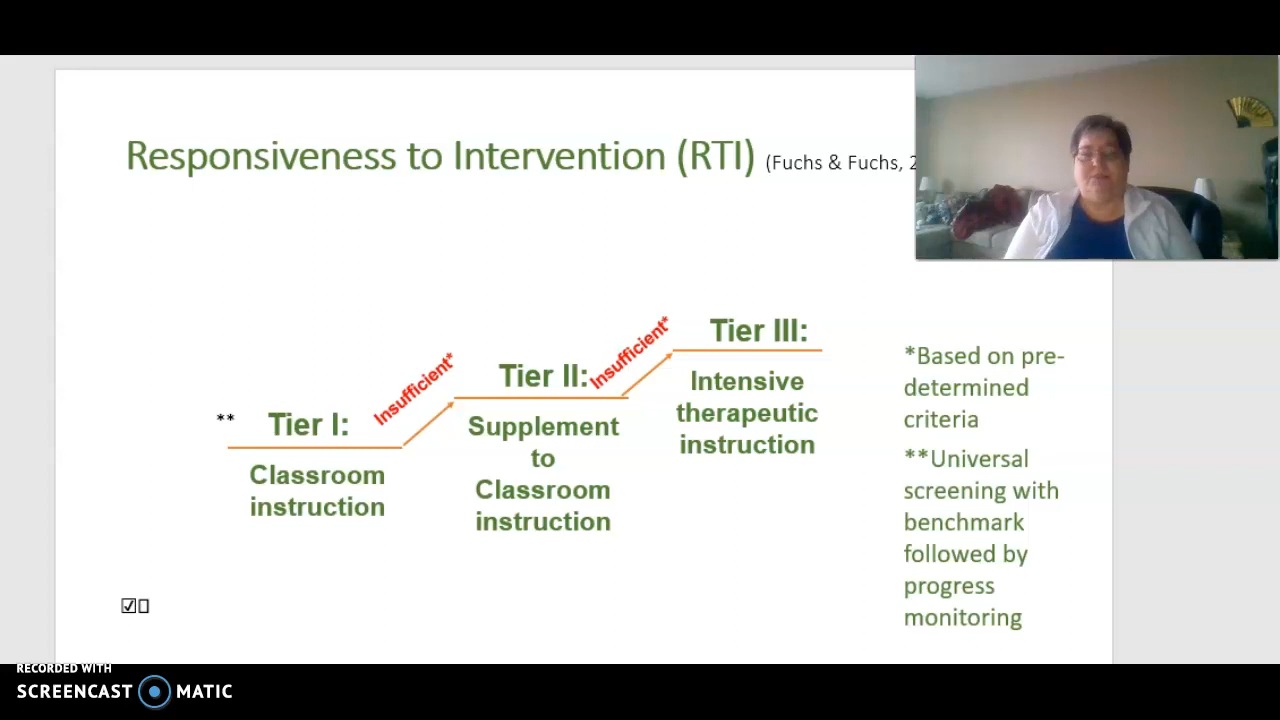 Responsiveness to Intervention (RTI) (Fuchs & Fuchs, 2
Insufficient*
Insufficient*
Tier III:
Tier II:
** Tier I:
Intensive
therapeutic
instruction
Supplement
to
Classroom
instruction
Classroom
instruction
*Based on pre-
determined
criteria
**Universal
screening with
benchmark
followed by
progress
monitoring
☑
RECORDED WITH
SCREENCAST MATIC